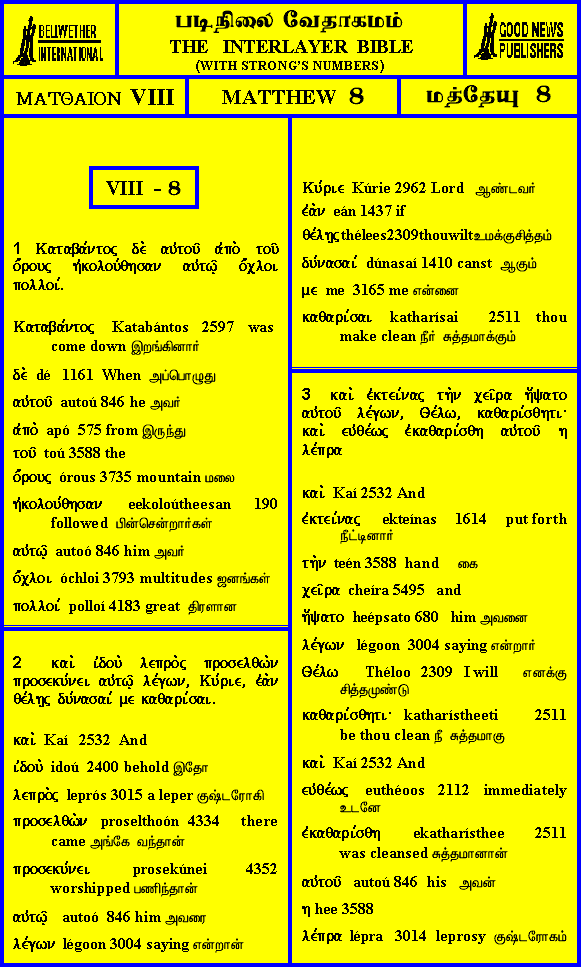 BELLWETHER
INTERNATIONAL
படிநிலை வேதாகமம்
THE INTERLAYER BIBLE
(WITH STRONG'S NUMBERS)
GOOD NEWS
PUBLISHERS
ΜΑΤΘΑΙΟΝ VIII
MATTHEW 8
மத்தேயு 8
VIII - 8
1 Καταβάντος δὲ αὐτοῦ ἀπὸ τοῦ
ὄρους ἠκολούθησαν αὐτῷ ὄχλοι
πολλοί.
Καταβάντος Katabántos 2597 was
come down இறங்கினார்
δὲ dé 1161 When அப்பொழுது
αὐτοῦ autoú 846 he அவர்
ἀπὸ apó 575 from இருந்து
τοῦ toú 3588 the
ὄρους órous 3735 mountain மலை
ἠκολούθησαν eekoloútheesan 190
followed பின்சென்றார்கள்
αὐτῷ autoó 846 him அவர்
ὄχλοι óchloi 3793 multitudes ஜனங்கள்
πολλοί polloí 4183 great திரளான
2 καὶ ἰδοὺ λεπρὸς προσελθὼν
προσεκύνει αὐτῷ λέγων, Κύριε, ἐὰν
θέλῃς δύνασαί με καθαρίσαι..
καὶ Kaí 2532 And
ἰδοὺ idoú 2400 behold இதோ
λεπρὸς leprós 3015 a leper குஷ்டரோகி
προσελθὼν proselthoón 4334 there
came அங்கே வந்தான்
προσεκύνει prosekúnei 4352
worshipped பணிந்தான்
αὐτῷ autoó 846 him அவரை
λέγων légoon 3004 saying என்றான்
Κύριε Kúrie 2962 Lord ஆண்டவர்
ἐὰν eán 1437 if
θέλῃς thélees2309thouwilt உமக்குசித்தம்
δύνασαί dúnasaí 1410 canst ஆகும்
με me 3165 me என்னை
καθαρίσαι katharísai 2511 thou
make clean நீர் சுத்தமாக்கும்
3 καὶ ἐκτείνας τὴν χεῖρα ἥψατο
αὐτοῦ λέγων, Θέλω, καθαρίσθητι·
καὶ εὐθέως ἐκαθαρίσθη αὐτοῦ η
λέπρα
καὶ Kaí 2532 And
ἐκτείνας ekteínas 1614 put forth
நீட்டினார்
τὴν teén 3588 hand கை
χεῖρα cheíra 5495 and
ἥψατο heépsato 680 him அவனை
λέγων légoon 3004 saying என்றார்
Θέλω Théloo 2309 I will எனக்கு
சித்தமுண்டு
καθαρίσθητι· katharístheeti 2511
be thou clean நீ சுத்தமாகு
καὶ Kaí 2532 And
εὐθέως euthéoos 2112 immediately
உடனே
ἐκαθαρίσθη ekatharísthee 2511
was cleansed சுத்தமானான்
αὐτοῦ autoú 846 his அவன்
η hee 3588
λέπρα lépra 3014 leprosy குஷ்டரோகம்